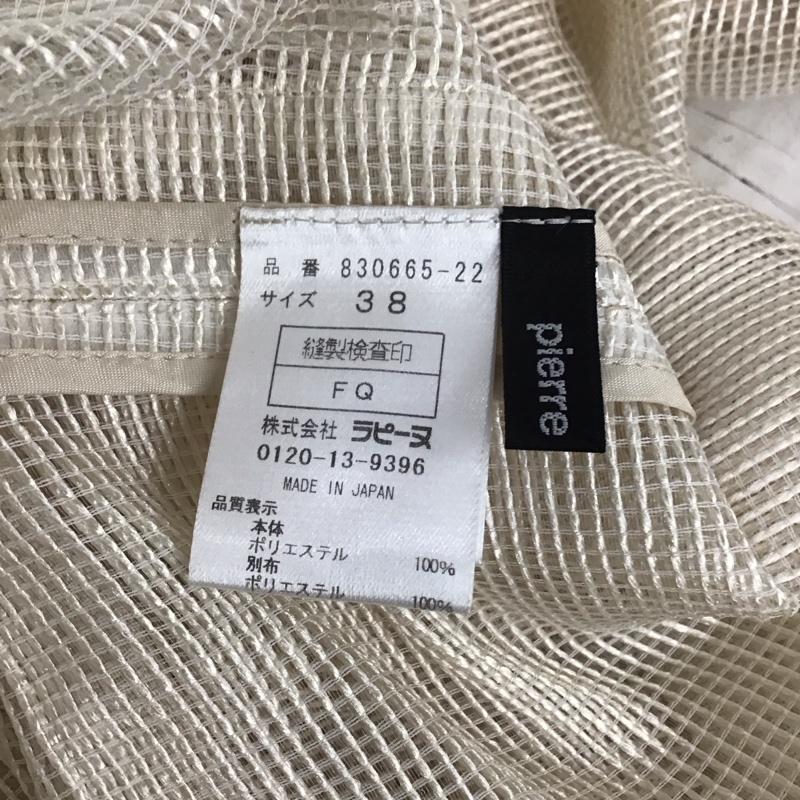 品番 830665-22
サイズ 38
縫製検査印
FQ
株式会社 ラピーヌ
0120-13-9396
MADE IN JAPAN
品質表示
本体
ポリエステル 100%
別布
ポリエステル 100%
pierre